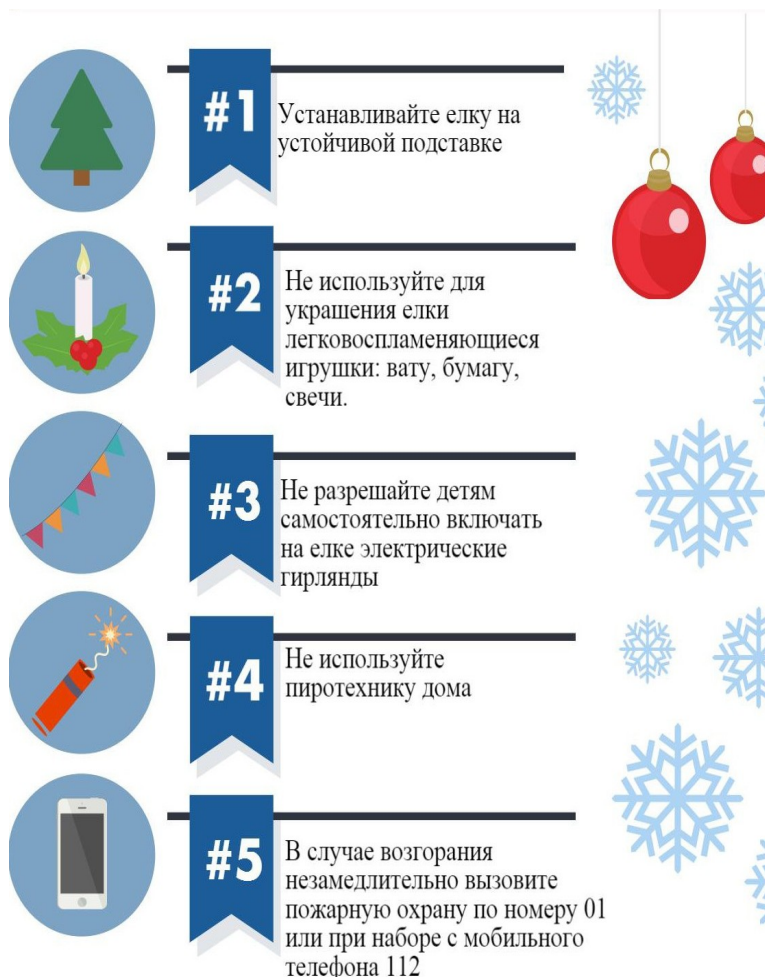 #1
Устанавливайте елку на
устойчивой подставке
#2
Не используйте для
украшения елки
легковоспламеняющиеся
игрушки: вату, бумагу,
свечи.
#3
Не разрешайте детям
самостоятельно включать
на елке электрические
гирлянды
#4
Не используйте
пиротехнику дома
#5
В случае возгорания
незамедлительно вызовите
пожарную охрану по номеру 01
или при наборе с мобильного
телефона 112